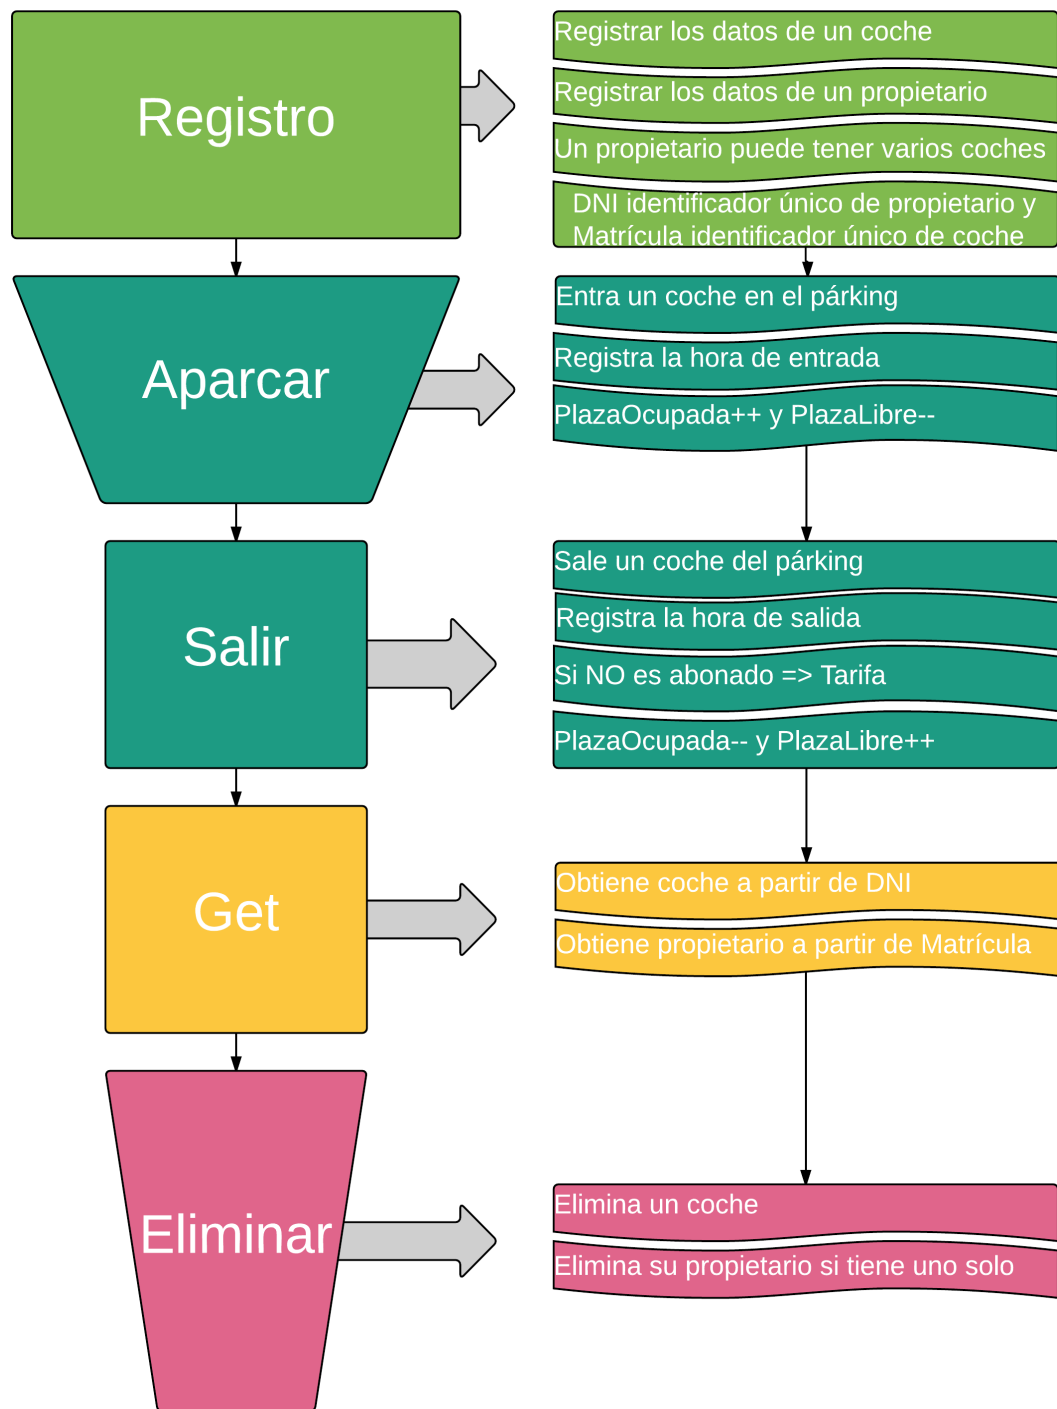 Registro
Registrar los datos de un coche
Registrar los datos de un propietario
Un propietario puede tener varios coches
DNI identificador único de propietario y
Matrícula identificador único de coche
Aparcar
Entra un coche en el párking
Registra la hora de entrada
PlazaOcupada++ y PlazaLibre--
Salir
Sale un coche del párking
Registra la hora de salida
Si NO es abonado => Tarifa
PlazaOcupada-- y PlazaLibre++
Get
Obtiene coche a partir de DNI
Obtiene propietario a partir de Matrícula
Eliminar
Elimina un coche
Elimina su propietario si tiene uno solo